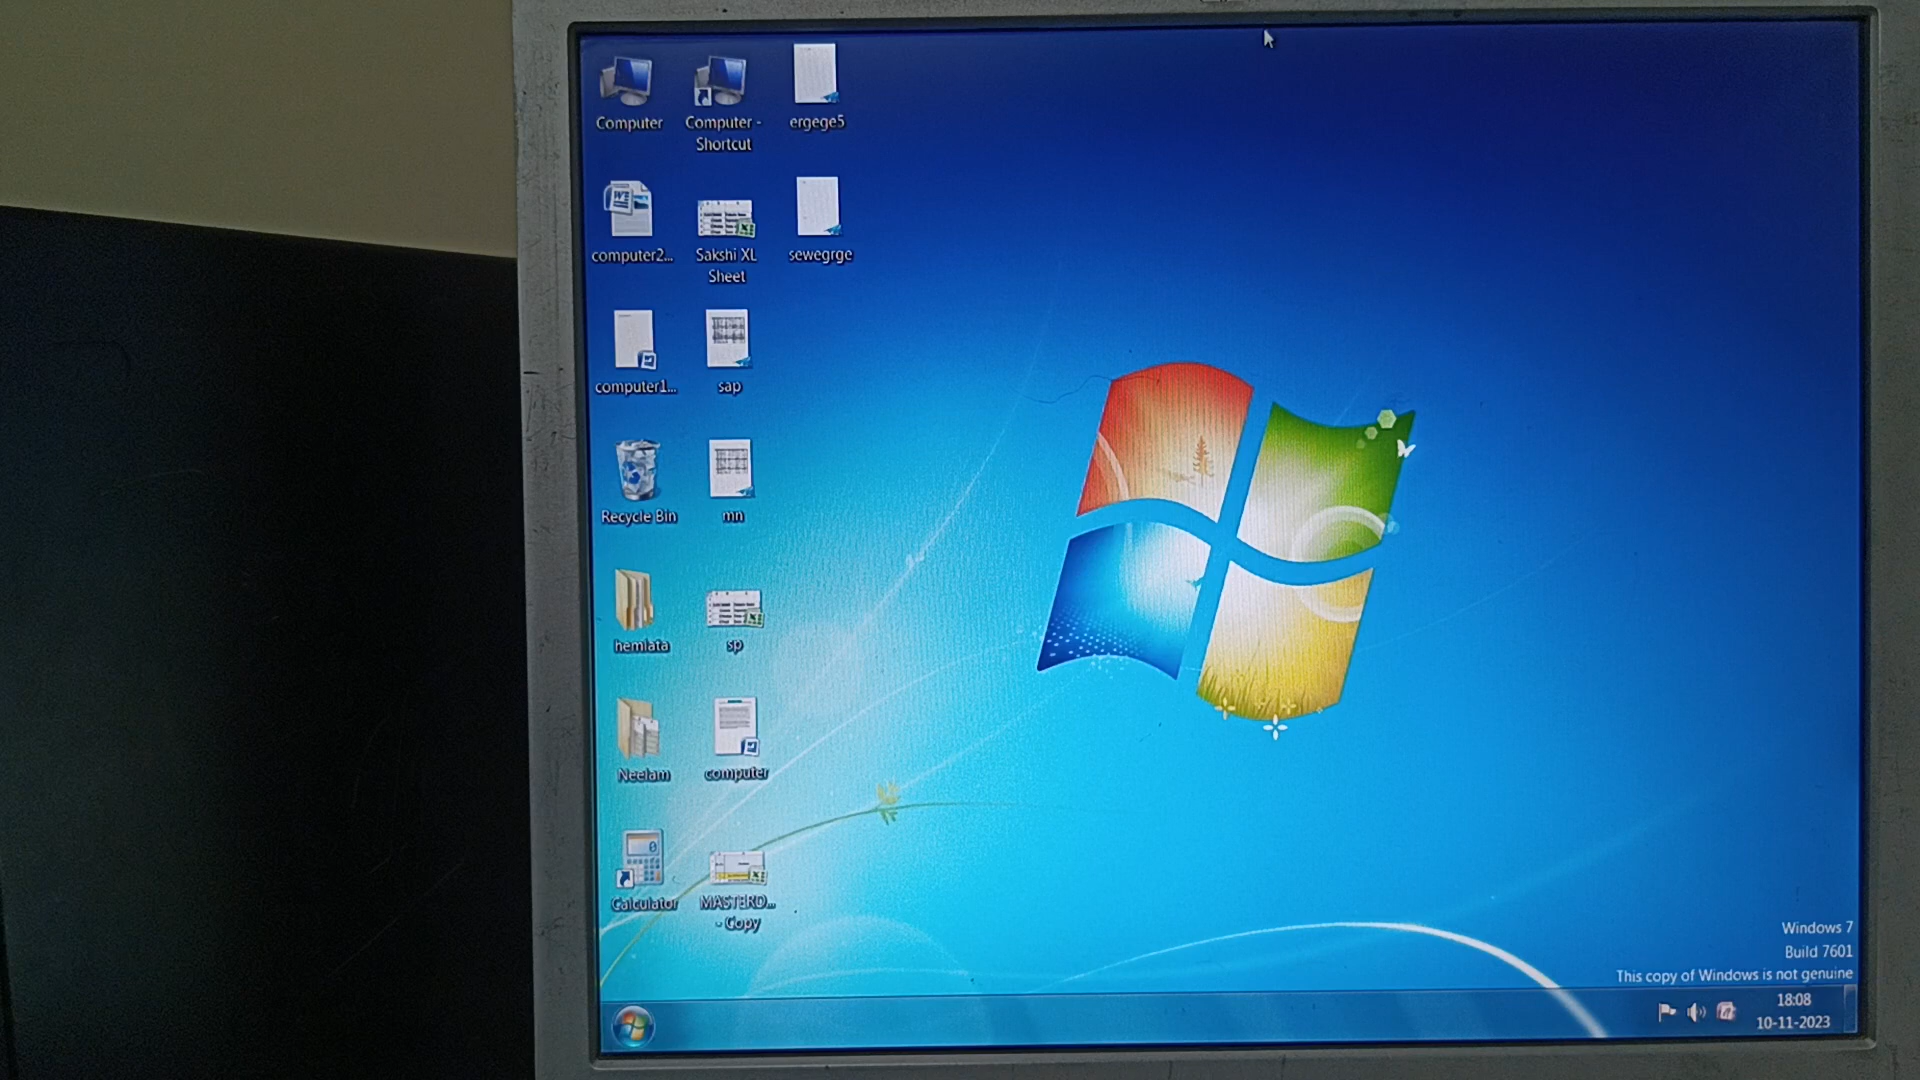 Computer
Computer -
Shortcut
ergege5
computer2...
Sakshi XL
Sheet
sewegrge
computer1...
sap
Recycle Bin
mn
hemlata
sp
Neelam
computer
Calculator
MASTERD...
- Copy
Windows 7
Build 7601
This copy of Windows is not genuine
18:08
10-11-2023